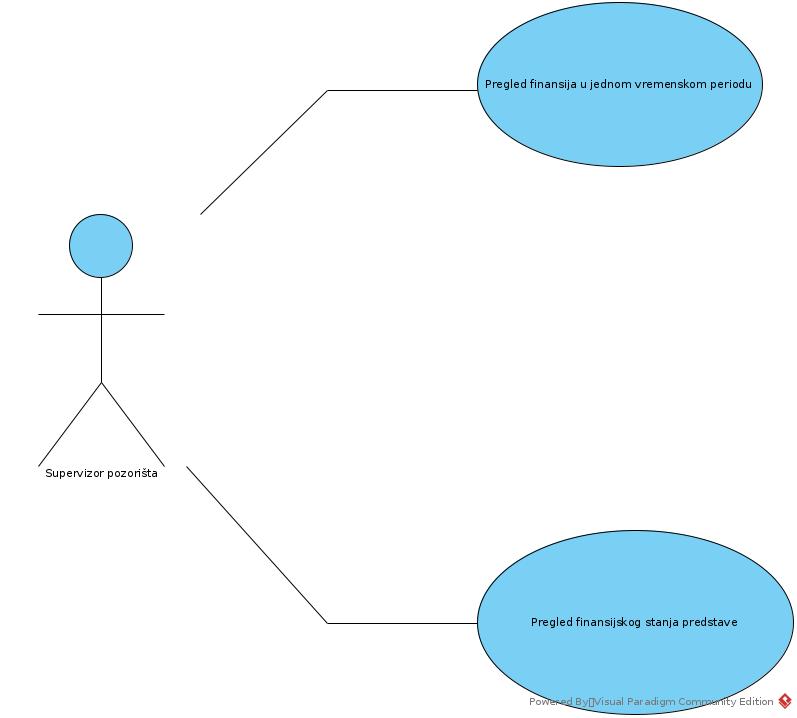 Pregled finansija u jednom vremenskom periodu
Supervizor pozorišta
Pregled finansijskog stanja predstave
Powered By▯Visual Paradigm Community Edition